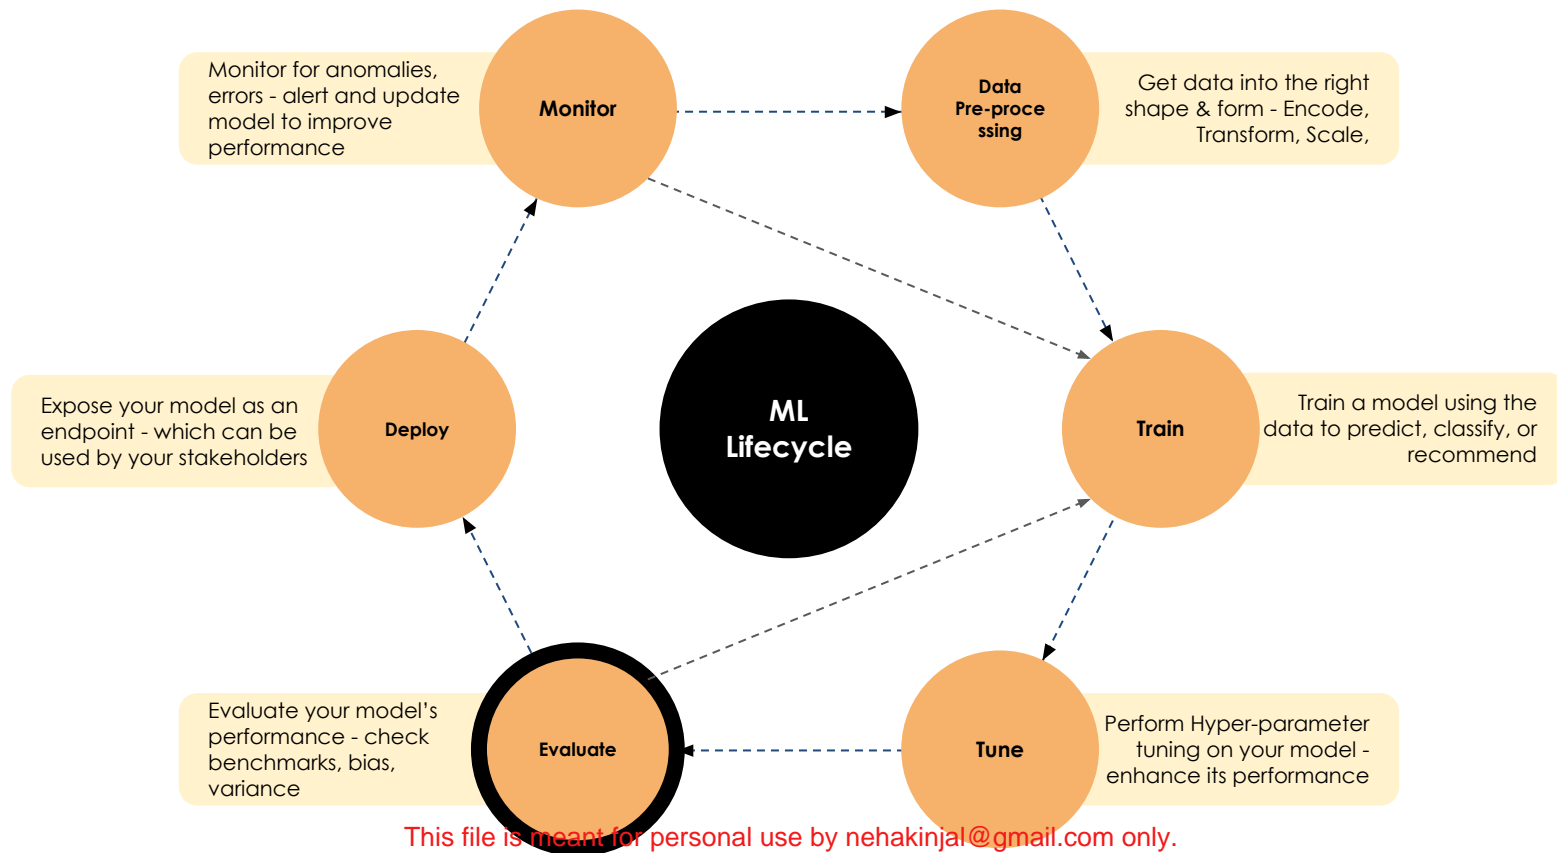 Monitor for anomalies,
errors - alert and update
model to improve
performance
Monitor
Data
Pre-proce
ssing
Get data into the right
shape & form - Encode,
Transform, Scale,
Expose your model as an
endpoint - which can be
used by your stakeholders
Deploy
ML
Lifecycle
Train
Train a model using the
data to predict, classify, or
recommend
Evaluate your model’s
performance - check
benchmarks, bias,
variance
Evaluate
Tune
Perform Hyper-parameter
tuning on your model -
enhance its performance
This file is meant for personal use by nehakinjal@gmail.com only.